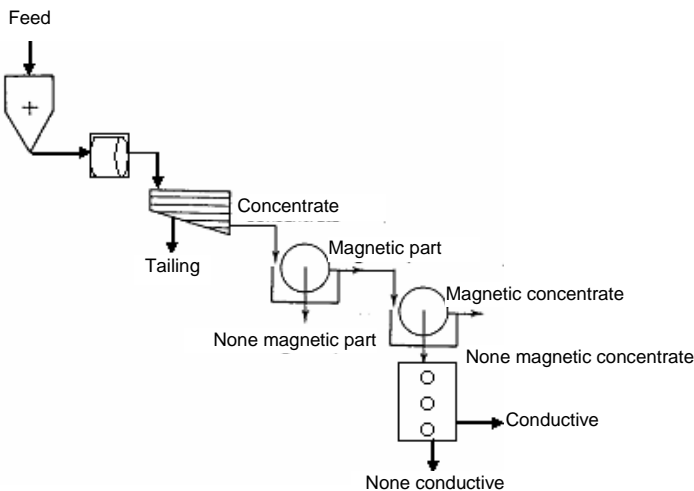 Feed
Concentrate
Tailing
Magnetic part
None magnetic part
Magnetic concentrate
None magnetic concentrate
Conductive
None conductive